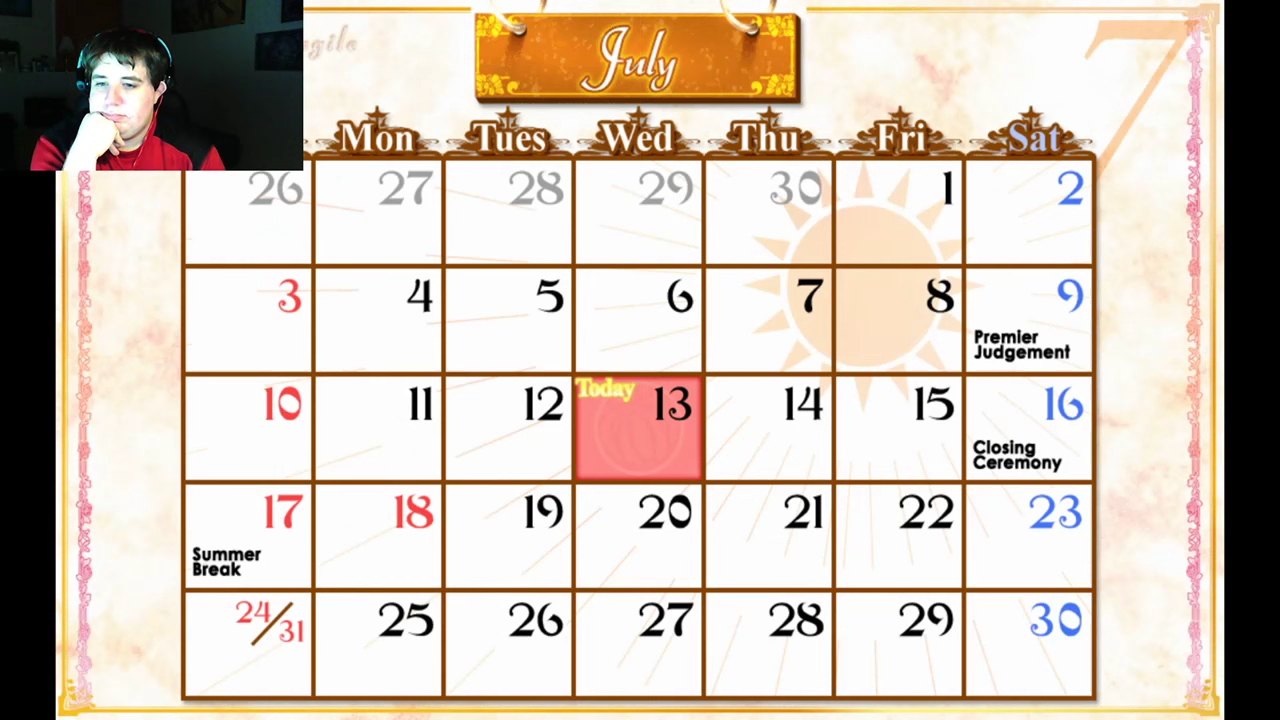 July
7
Mon Tues Wed Thu Fri Sat
26 27 28 29 30 1 2
3 4 5 6 7 8 9
Premier
Judgement
10 11 12 Today 13 14 15 16
Closing
Ceremony
17 18 19 20 21 22 23
Summer
Break
24/31 25 26 27 28 29 30